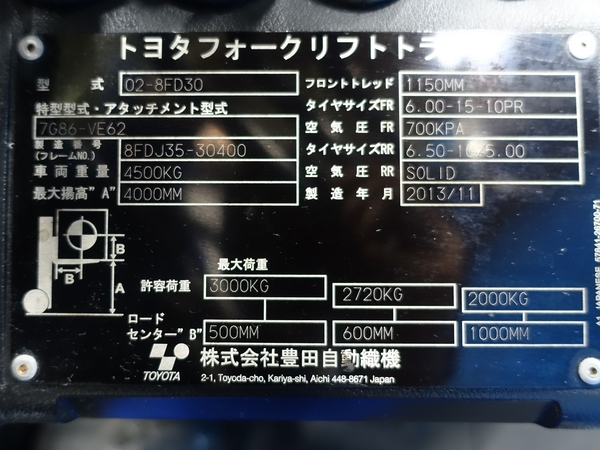 トヨタフォークリフトトラ
型 式 02-8FD30 フロントトレッド 1150MM
特型型式・アタッチメント型式 タイヤサイズFR 6.00-15-10PR
7G86-VE62 空 気 圧 FR 700KPA
製 造 番 号 (フレームNO.) 8FDJ35-30400 タイヤサイズRR 6.50-10/5.00
車 両 重 量 4500KG 空 気 圧 RR SOLID
最大揚高"A" 4000MM 製 造 年 月 2013/11
B
B
A
最大荷重
許容荷重 3000KG 2720KG 2000KG
ロード
センター"B" 500MM 600MM 1000MM
TOYOTA 株式会社豊田自動織機
2-1, Toyoda-cho, Kariya-shi, Aichi 448-8671 Japan